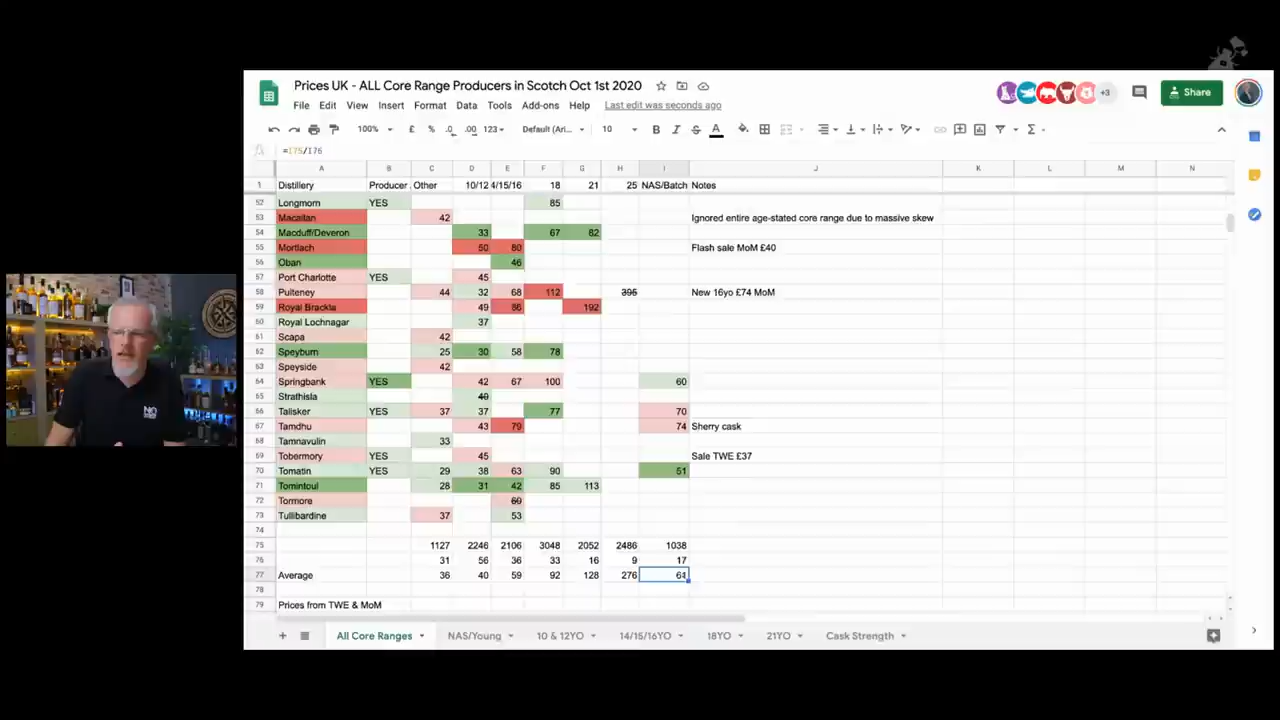 Prices UK - ALL Core Range Producers in Scotch Oct 1st 2020
+3
Share
File Edit View Insert Format Data Tools Add-ons Help Last edit was seconds ago
100% £ % .0 .00 123 Default (Ari... 10 B I S A
fx =I75/I76
A B C D E F G H I J K L M N
1 Distillery Producer Other 10/12 4/15/16 18 21 25 NAS/Batch Notes
52 Longmorn YES 85
53 Macallan 42 Ignored entire age-stated core range due to massive skew
54 Macduff/Deveron 33 67 82
55 Mortlach 50 80 Flash sale MoM £40
56 Oban 46
57 Port Charlotte YES 45
58 Pulteney 44 32 68 112 395 New 16yo £74 MoM
59 Royal Brackla 49 86 192
60 Royal Lochnagar 37
61 Scapa 42
62 Speyburn 25 30 58 78
63 Speyside 42
64 Springbank YES 42 67 100 60
65 Strathisla 40
66 Talisker YES 37 37 77 70
67 Tamdhu 43 79 74 Sherry cask
68 Tamnavulin 33
69 Tobermory YES 45 Sale TWE £37
70 Tomatin YES 29 38 63 90 51
71 Tomintoul 28 31 42 85 113
72 Tormore 60
73 Tullibardine 37 53
74
75 1127 2246 2106 3048 2052 2486 1038
76 31 56 36 33 16 9 17
77 Average 36 40 59 92 128 276 61
78
79 Prices from TWE & MoM
All Core Ranges NAS/Young 10 & 12YO 14/15/16YO 18YO 21YO Cask Strength